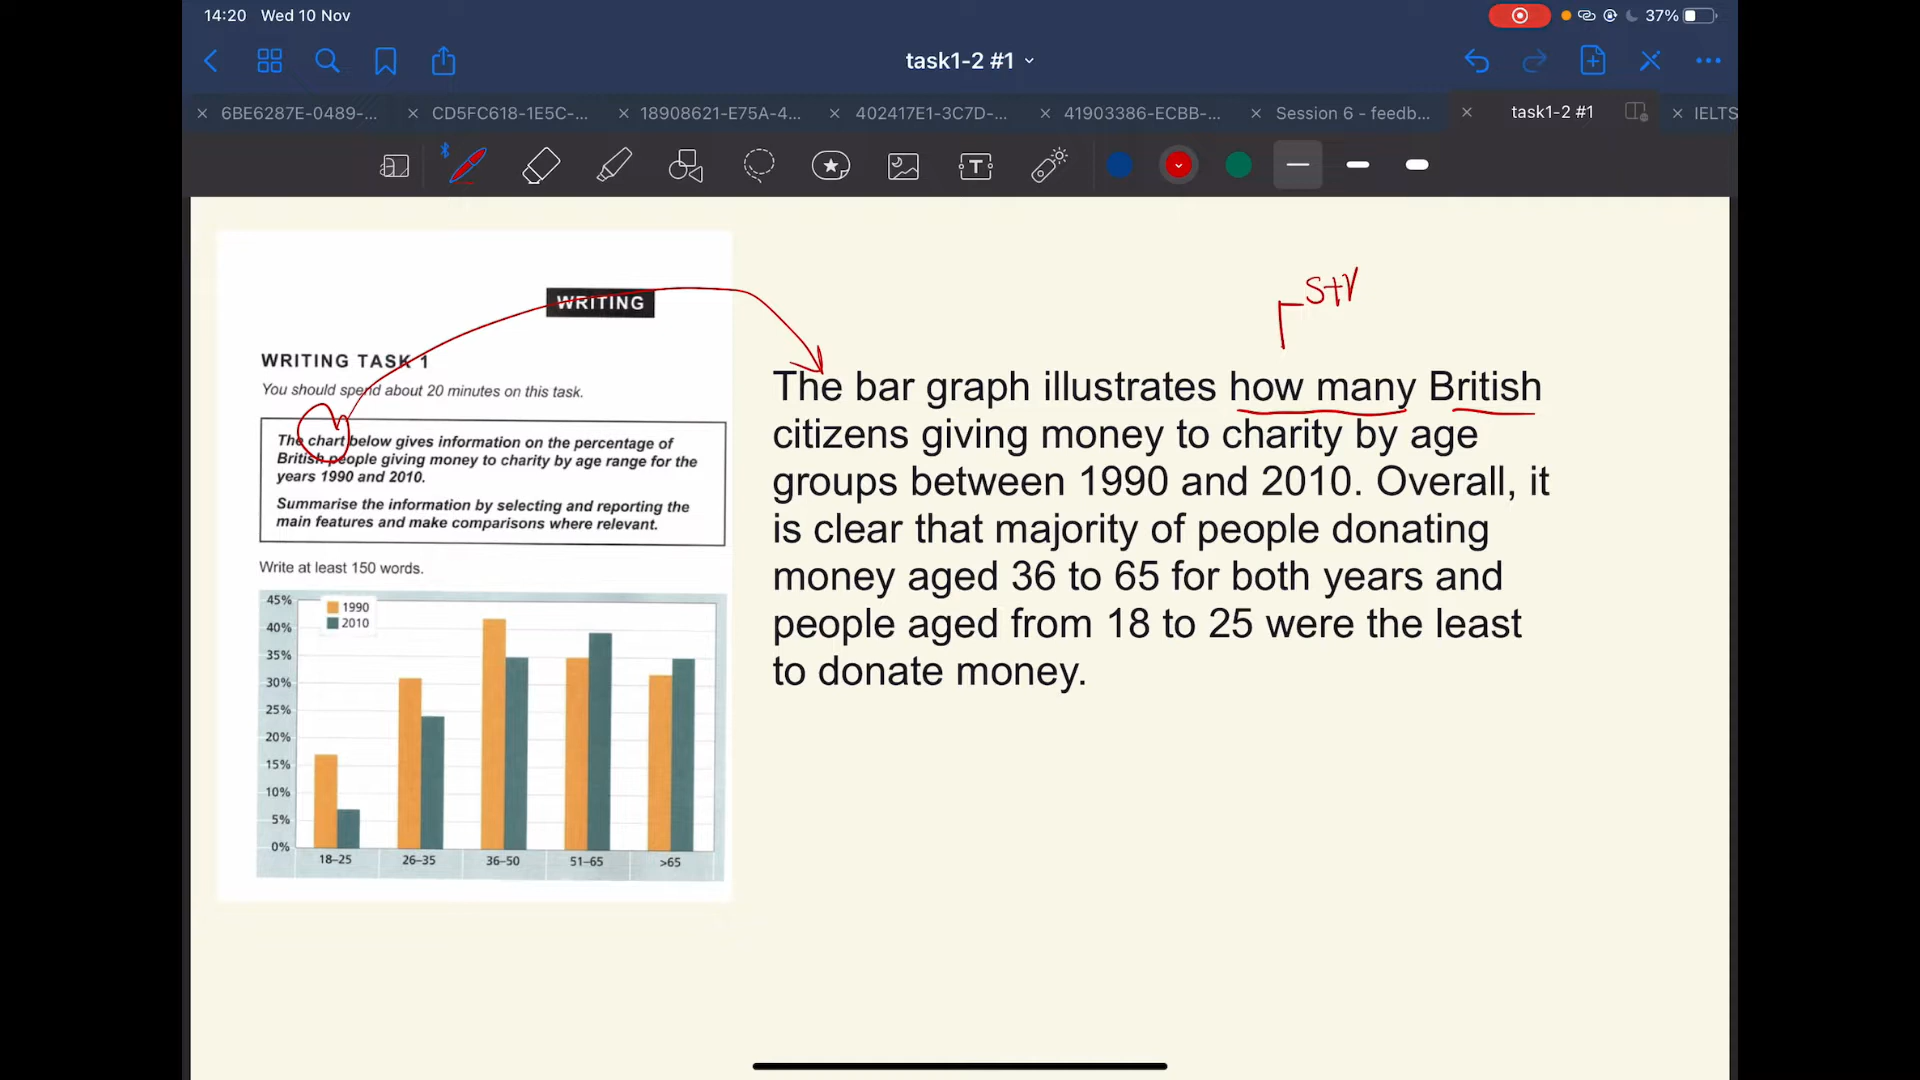 14:20 Wed 10 Nov
37%
task1-2 #1
6BE6287E-0489-...
CD5FC618-1E5C-...
18908621-E75A-4...
402417E1-3C7D-...
41903386-ECBB-...
Session 6 - feedb...
task1-2 #1
IELTS
WRITING
WRITING TASK 1
You should spend about 20 minutes on this task.
The chart below gives information on the percentage of
British people giving money to charity by age range for the
years 1990 and 2010.
Summarise the information by selecting and reporting the
main features and make comparisons where relevant.
Write at least 150 words.
1990
2010
45%
40%
35%
30%
25%
20%
15%
10%
5%
0%
18–25 26–35 36–50 51–65 >65
S+V
The bar graph illustrates how many British
citizens giving money to charity by age
groups between 1990 and 2010. Overall, it
is clear that majority of people donating
money aged 36 to 65 for both years and
people aged from 18 to 25 were the least
to donate money.